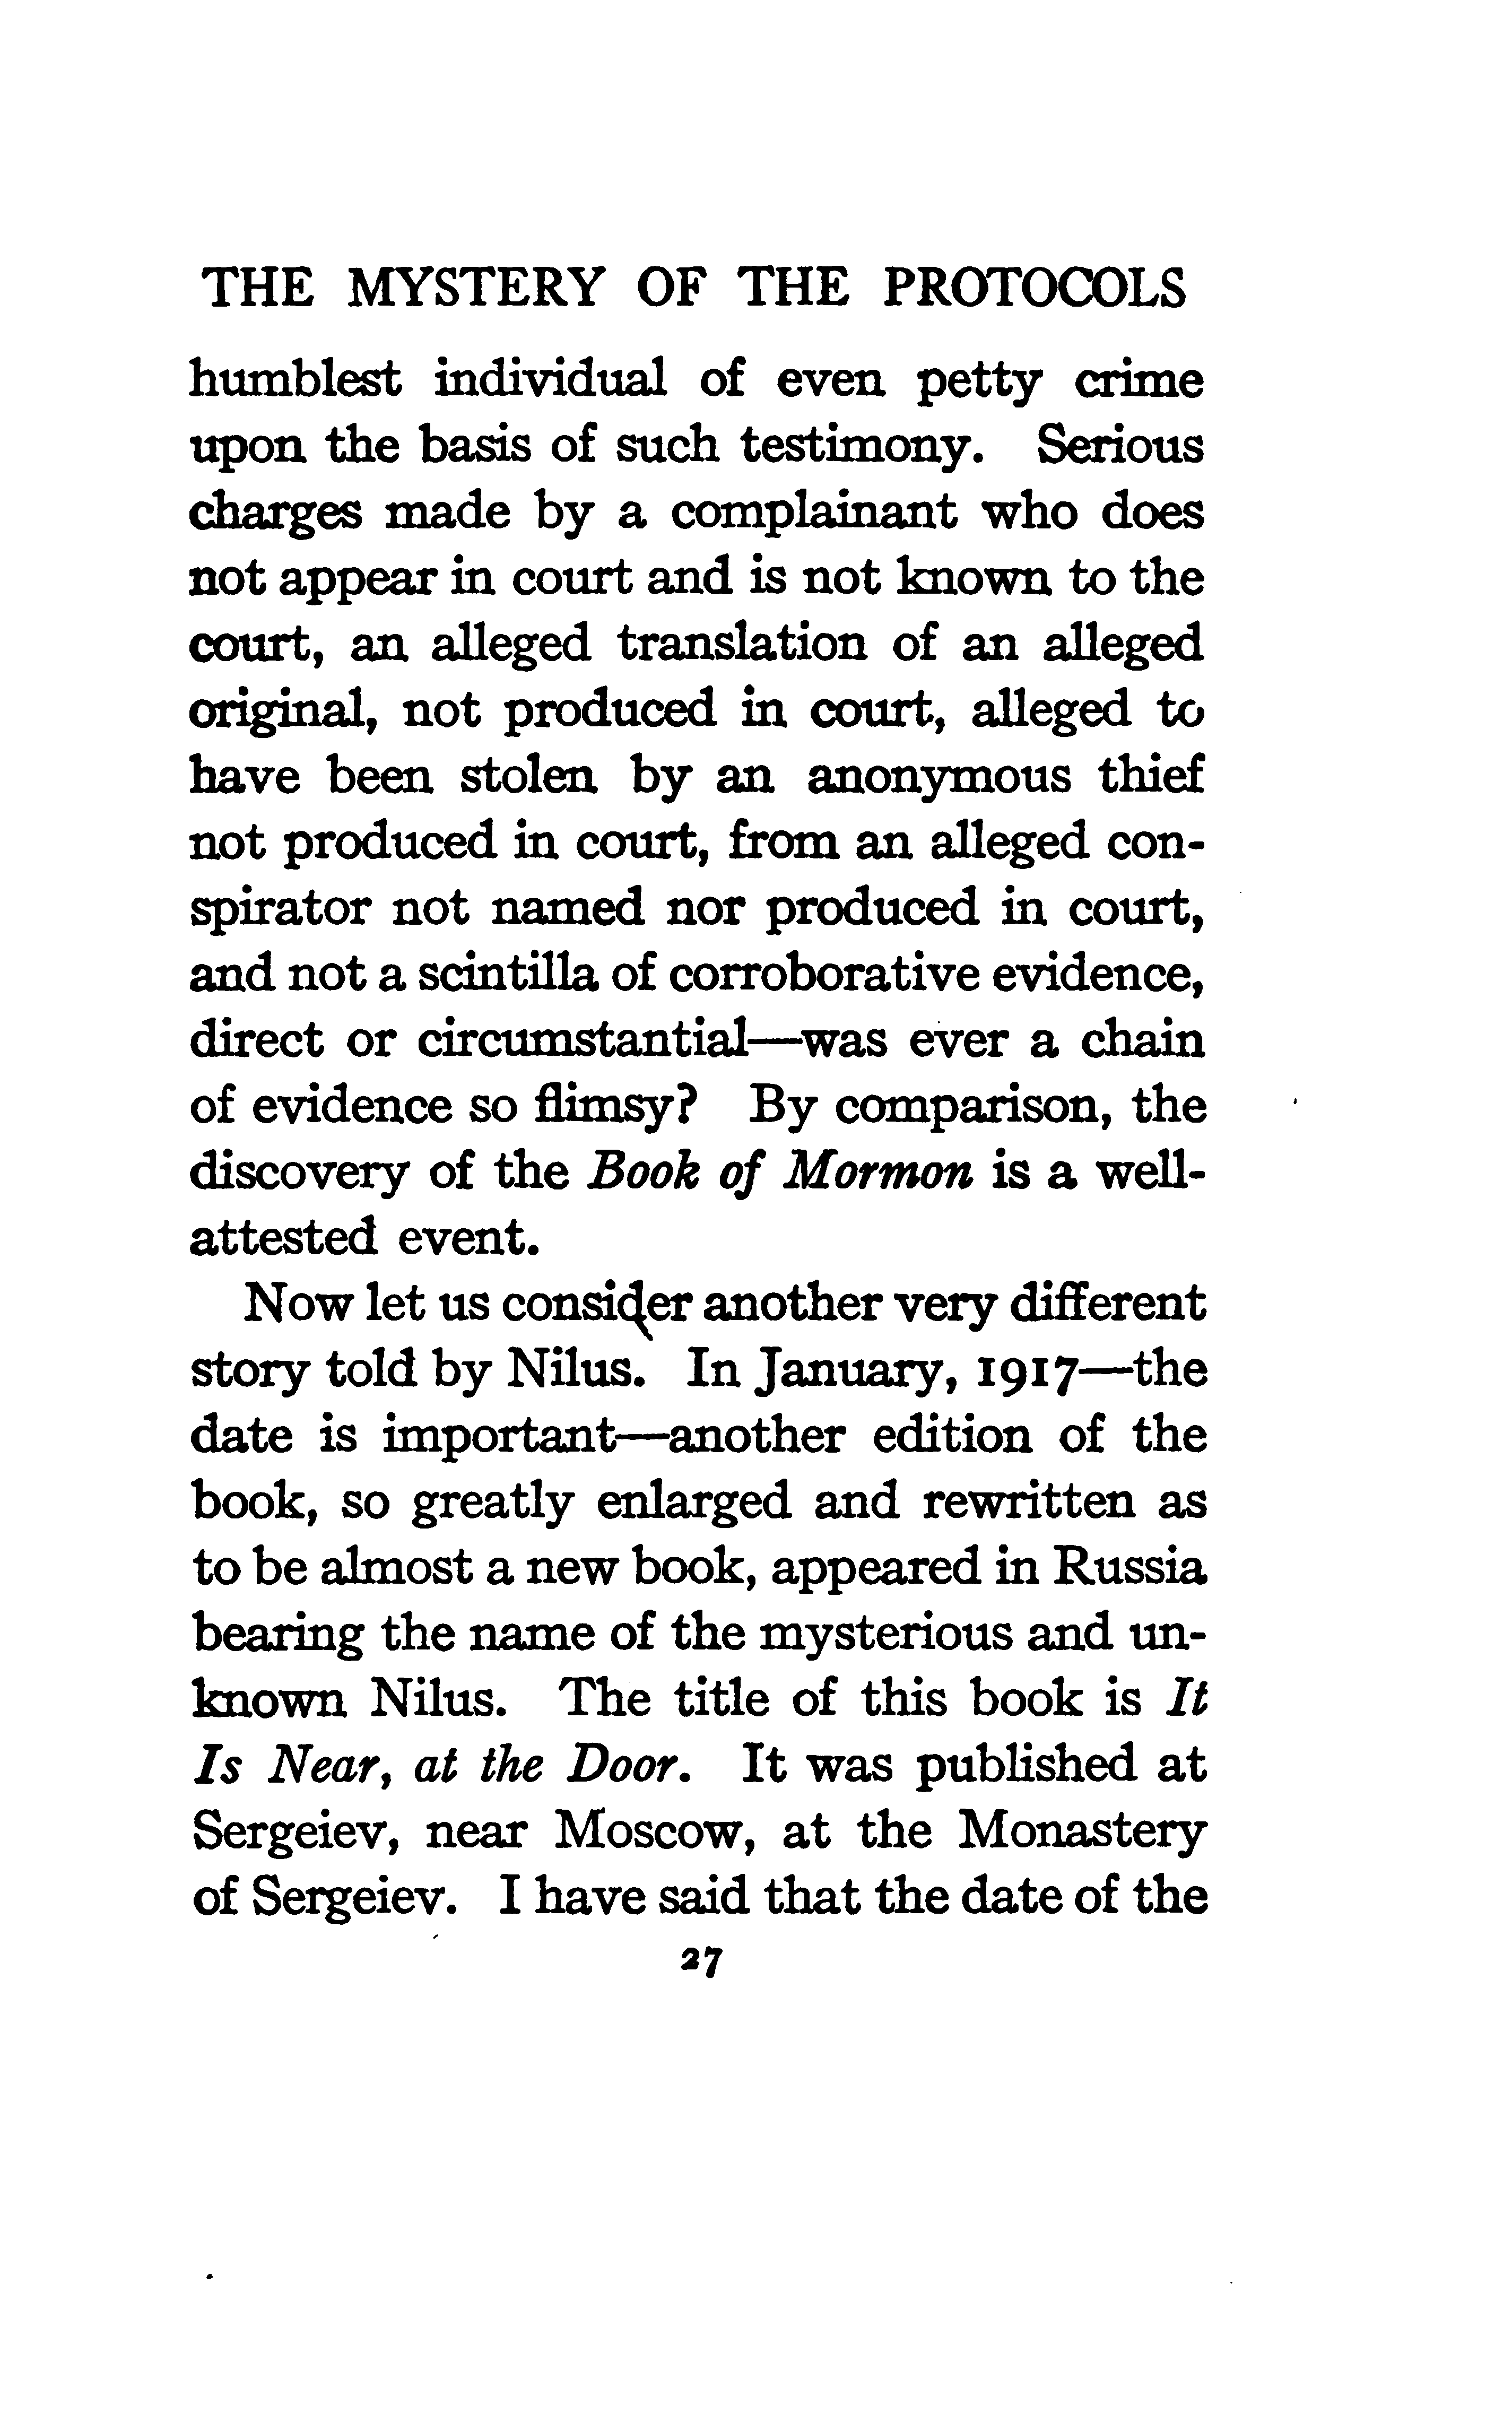 THE MYSTERY OF THE PROTOCOLS
humblest individual of even petty crime
upon the basis of such testimony. Serious
charges made by a complainant who does
not appear in court and is not known to the
court, an alleged translation of an alleged
original, not produced in court, alleged to
have been stolen by an anonymous thief
not produced in court, from an alleged con-
spirator not named nor produced in court,
and not a scintilla of corroborative evidence,
direct or circumstantial—was ever a chain
of evidence so flimsy? By comparison, the
discovery of the Book of Mormon is a well-
attested event.
Now let us consider another very different
story told by Nilus. In January, 1917—the
date is important—another edition of the
book, so greatly enlarged and rewritten as
to be almost a new book, appeared in Russia
bearing the name of the mysterious and un-
known Nilus. The title of this book is It
Is Near, at the Door. It was published at
Sergeiev, near Moscow, at the Monastery
of Sergeiev. I have said that the date of the
27